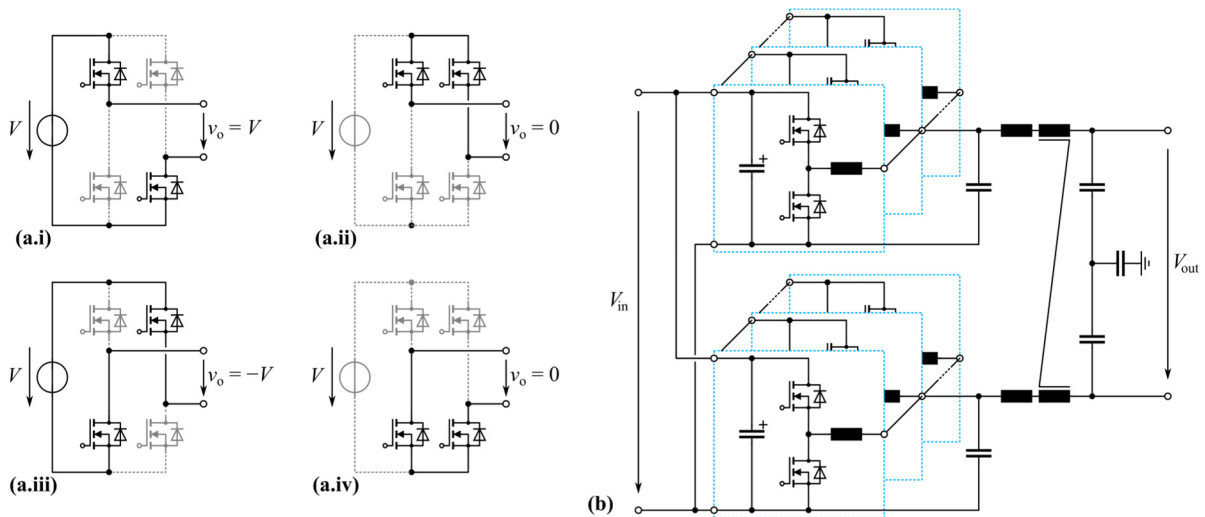 V
v_o = V
(a.i)
V
v_o = 0
(a.ii)
V
v_o = −V
(a.iii)
V
v_o = 0
(a.iv)
+
V_in
+
V_out
(b)